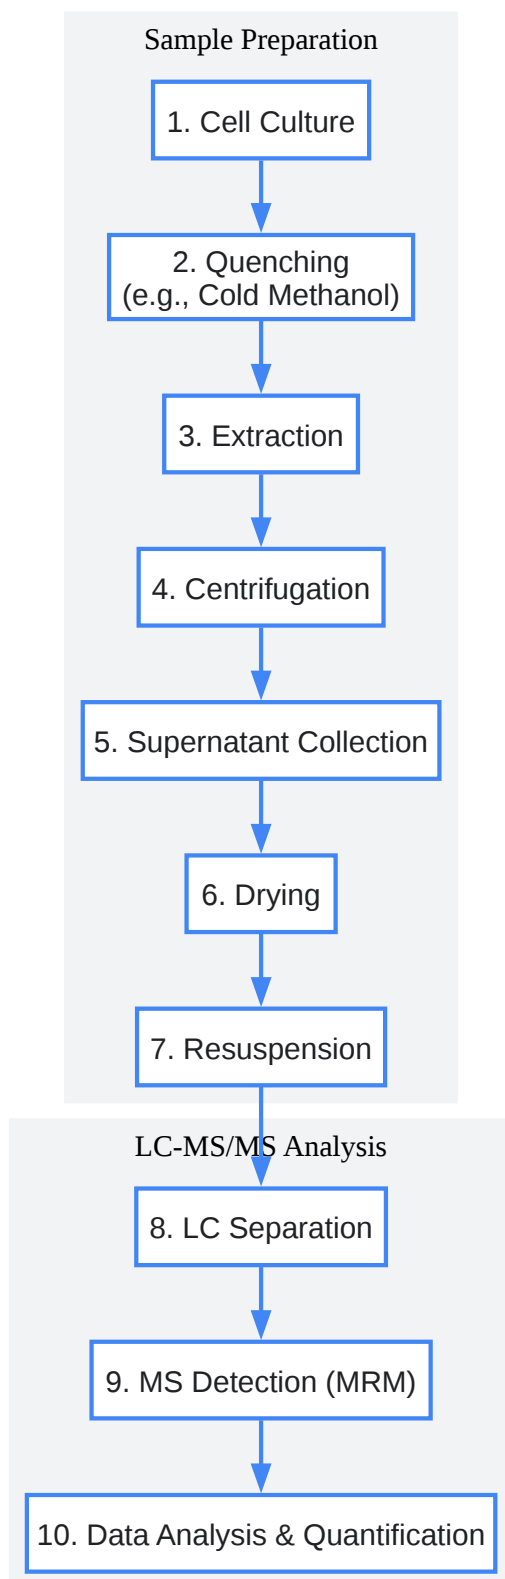 Sample Preparation
1. Cell Culture
2. Quenching
(e.g., Cold Methanol)
3. Extraction
4. Centrifugation
5. Supernatant Collection
6. Drying
7. Resuspension
LC-MS/MS Analysis
8. LC Separation
9. MS Detection (MRM)
10. Data Analysis & Quantification